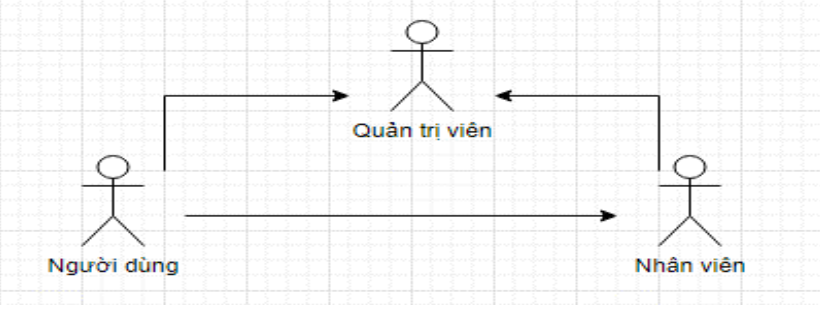 Quản trị viên
Người dùng
Nhân viên